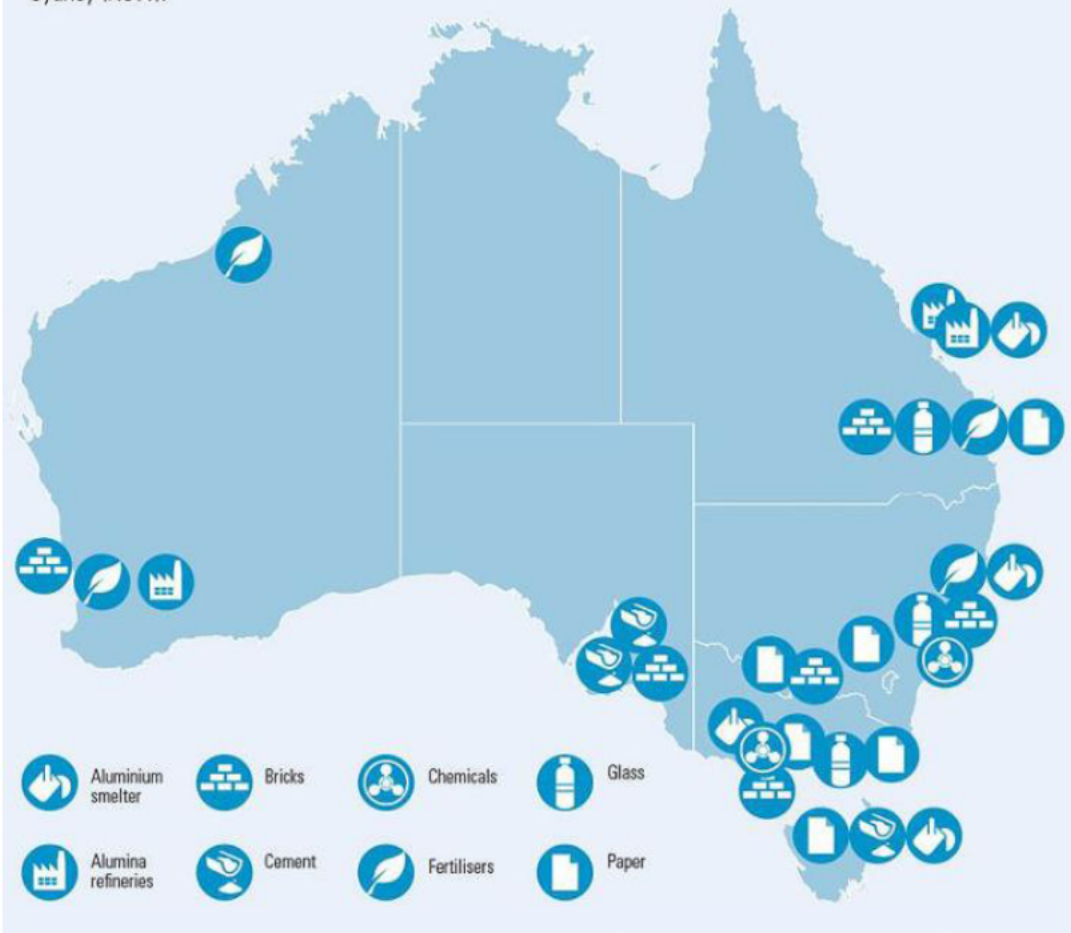 Aluminium
smelter
Bricks
Chemicals
Glass
Alumina
refineries
Cement
Fertilisers
Paper